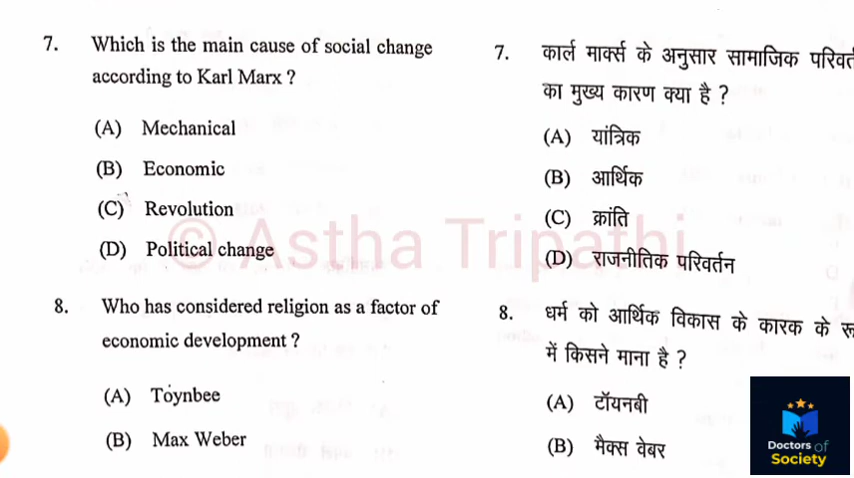 7. Which is the main cause of social change
according to Karl Marx ?
(A) Mechanical
(B) Economic
(C) Revolution
(D) Political change
8. Who has considered religion as a factor of
economic development ?
(A) Toynbee
(B) Max Weber
7. कार्ल मार्क्स के अनुसार सामाजिक
का मुख्य कारण क्या है ?
(A) यांत्रिक
(B) आर्थिक
(C) क्रांति
(D) राजनीतिक परिवर्तन
8. धर्म को आर्थिक विकास के कारक के
में किसने माना है ?
(A) टॉयनबी
(B) मैक्स वेबर
© Astha Tripathi
Doctors of
Society